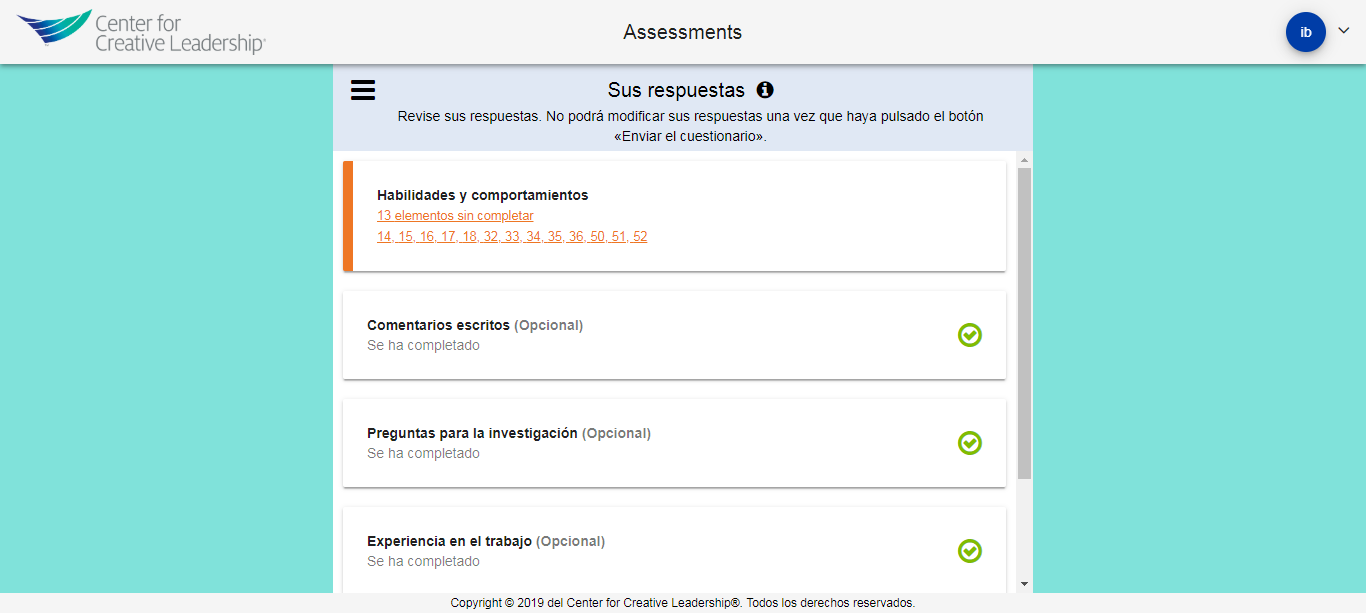 Center for
Creative Leadership®
Assessments
ib
Sus respuestas
Revise sus respuestas. No podrá modificar sus respuestas una vez que haya pulsado el botón
«Enviar el cuestionario».
Habilidades y comportamientos
13 elementos sin completar
14, 15, 16, 17, 18, 32, 33, 34, 35, 36, 50, 51, 52
Comentarios escritos (Opcional)
Se ha completado
Preguntas para la investigación (Opcional)
Se ha completado
Experiencia en el trabajo (Opcional)
Se ha completado
Copyright © 2019 del Center for Creative Leadership®. Todos los derechos reservados.